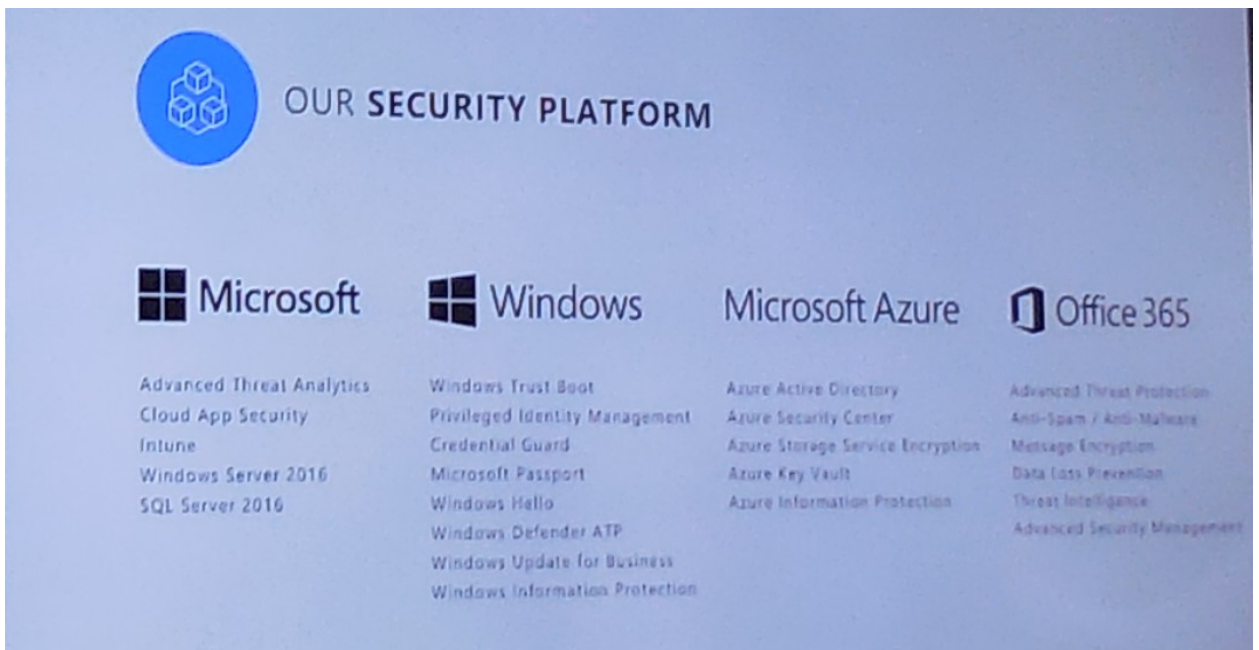 OUR SECURITY PLATFORM
Microsoft
Advanced Threat Analytics
Cloud App Security
Intune
Windows Server 2016
SQL Server 2016
Windows
Windows Trust Boot
Privileged Identity Management
Credential Guard
Microsoft Passport
Windows Hello
Windows Defender ATP
Windows Update for Business
Windows Information Protection
Microsoft Azure
Azure Active Directory
Azure Security Center
Azure Storage Service Encryption
Azure Key Vault
Azure Information Protection
Office 365
Advanced Threat Protection
Anti-Spam / Anti-Malware
Message Encryption
Data Loss Prevention
Threat Intelligence
Advanced Security Management